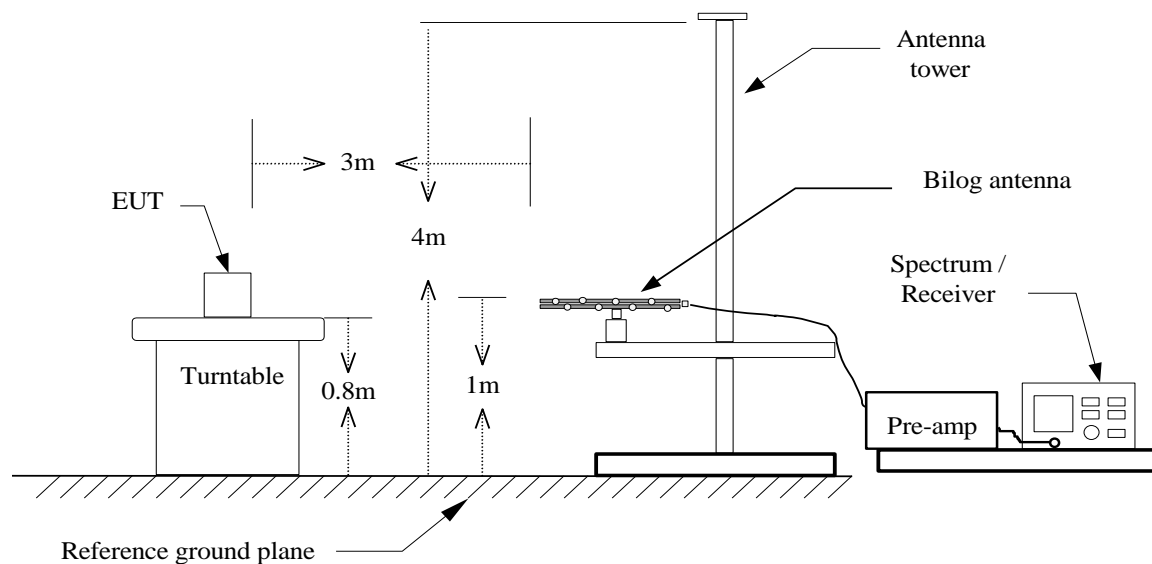 Antenna
tower
3m
Bilog antenna
EUT
4m
Spectrum /
Receiver
Turntable
0.8m
1m
Pre-amp
Reference ground plane